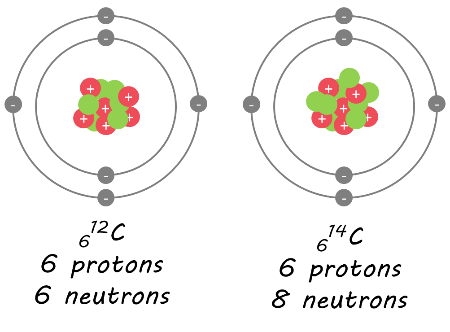 ₆¹²C
6 protons
6 neutrons
₆¹⁴C
6 protons
8 neutrons